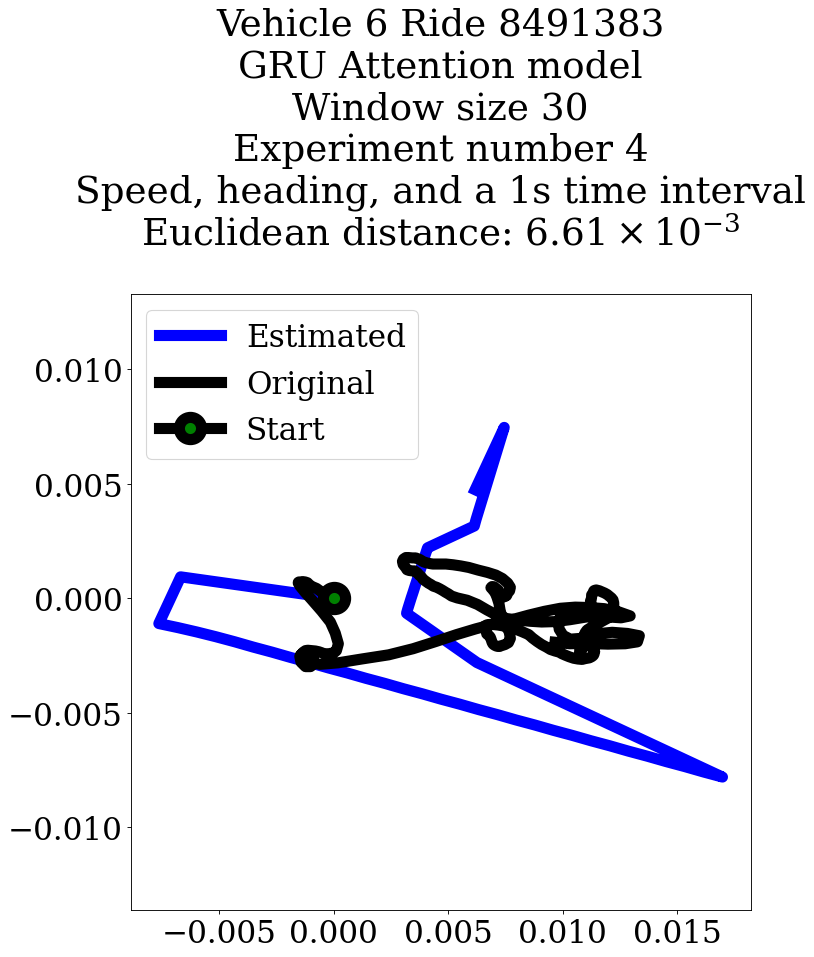 Vehicle 6 Ride 8491383
GRU Attention model
Window size 30
Experiment number 4
Speed, heading, and a 1s time interval
Euclidean distance: 6.61 × 10⁻³
Estimated
Original
Start
0.010
0.005
0.000
−0.005
−0.010
−0.005 0.000 0.005 0.010 0.015